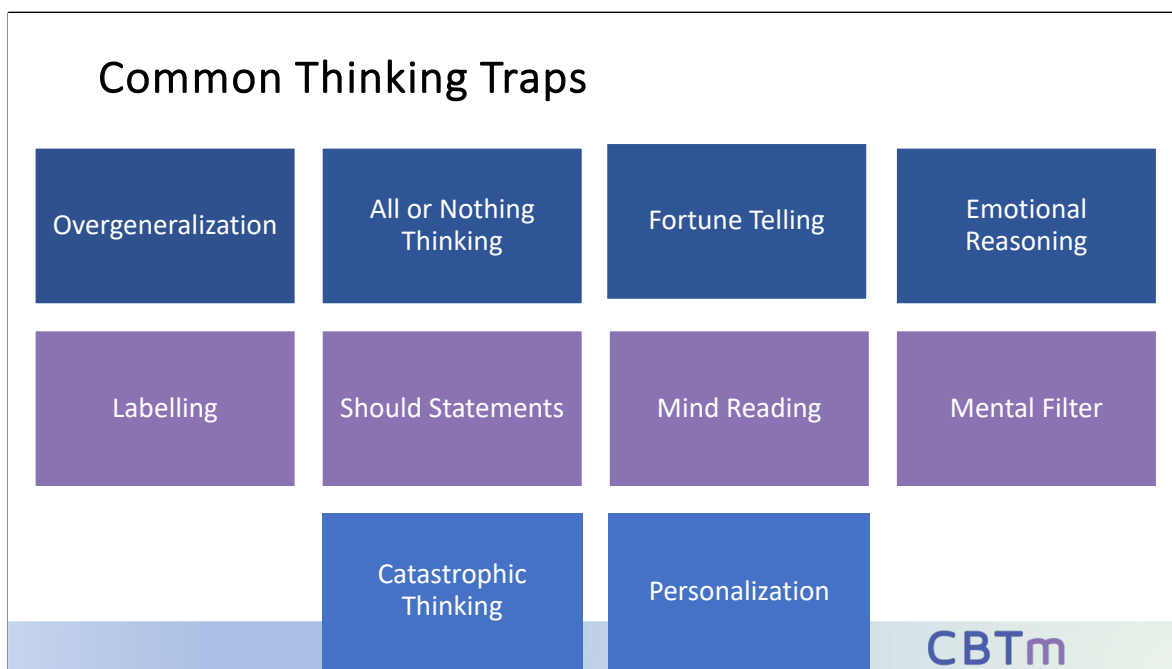 Common Thinking Traps
Overgeneralization
All or Nothing
Thinking
Fortune Telling
Emotional
Reasoning
Labelling
Should Statements
Mind Reading
Mental Filter
Catastrophic
Thinking
Personalization
CBTm